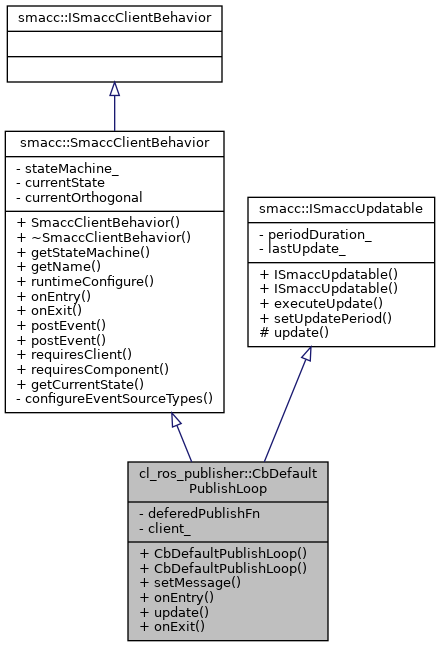 smacc::ISmaccClientBehavior
smacc::SmaccClientBehavior
- stateMachine_
- currentState
- currentOrthogonal
+ SmaccClientBehavior()
+ ~SmaccClientBehavior()
+ getStateMachine()
+ getName()
+ runtimeConfigure()
+ onEntry()
+ onExit()
+ postEvent()
+ postEvent()
+ requiresClient()
+ requiresComponent()
+ getCurrentState()
- configureEventSourceTypes()
smacc::ISmaccUpdatable
- periodDuration_
- lastUpdate_
+ ISmaccUpdatable()
+ ISmaccUpdatable()
+ executeUpdate()
+ setUpdatePeriod()
# update()
cl_ros_publisher::CbDefault
PublishLoop
- deferedPublishFn
- client_
+ CbDefaultPublishLoop()
+ CbDefaultPublishLoop()
+ setMessage()
+ onEntry()
+ update()
+ onExit()